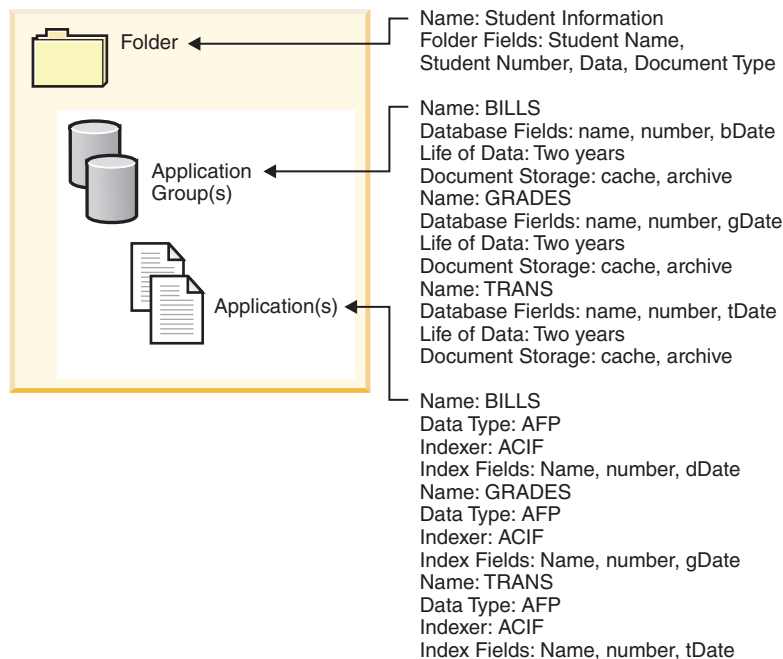 Folder
Name: Student Information
Folder Fields: Student Name,
Student Number, Data, Document Type
Application
Group(s)
Name: BILLS
Database Fields: name, number, bDate
Life of Data: Two years
Document Storage: cache, archive
Name: GRADES
Database Fierlds: name, number, gDate
Life of Data: Two years
Document Storage: cache, archive
Name: TRANS
Database Fierlds: name, number, tDate
Life of Data: Two years
Document Storage: cache, archive
Application(s)
Name: BILLS
Data Type: AFP
Indexer: ACIF
Index Fields: Name, number, dDate
Name: GRADES
Data Type: AFP
Indexer: ACIF
Index Fields: Name, number, gDate
Name: TRANS
Data Type: AFP
Indexer: ACIF
Index Fields: Name, number, tDate